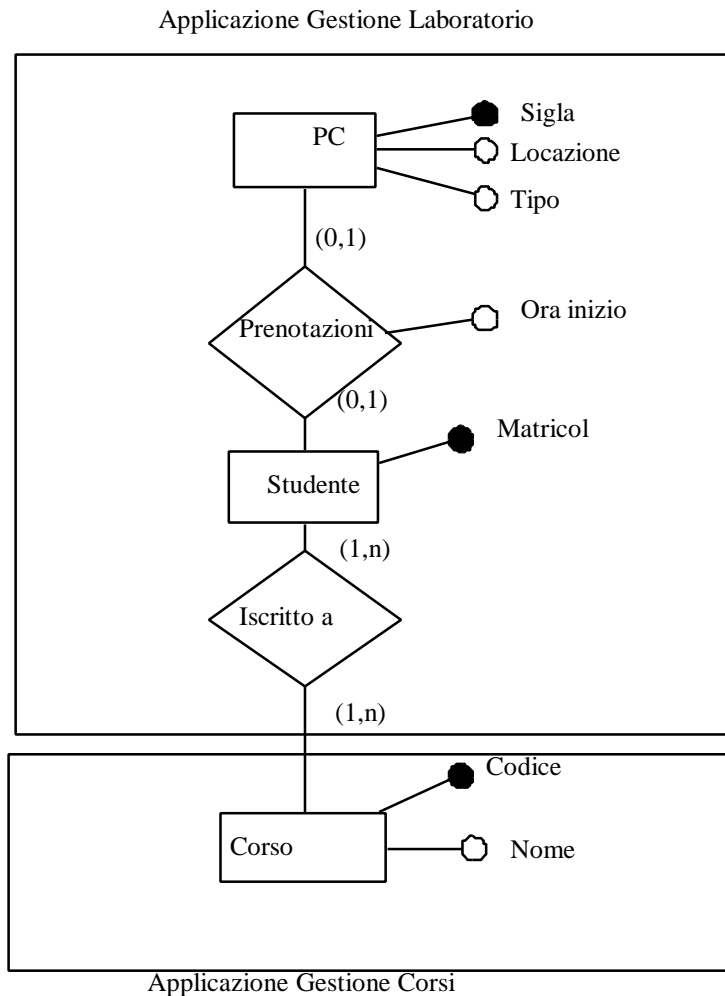 Applicazione Gestione Laboratorio
PC
Sigla
Locazione
Tipo
(0,1)
Prenotazioni
Ora inizio
(0,1)
Matricol
Studente
(1,n)
Iscritto a
(1,n)
Codice
Corso
Nome
Applicazione Gestione Corsi